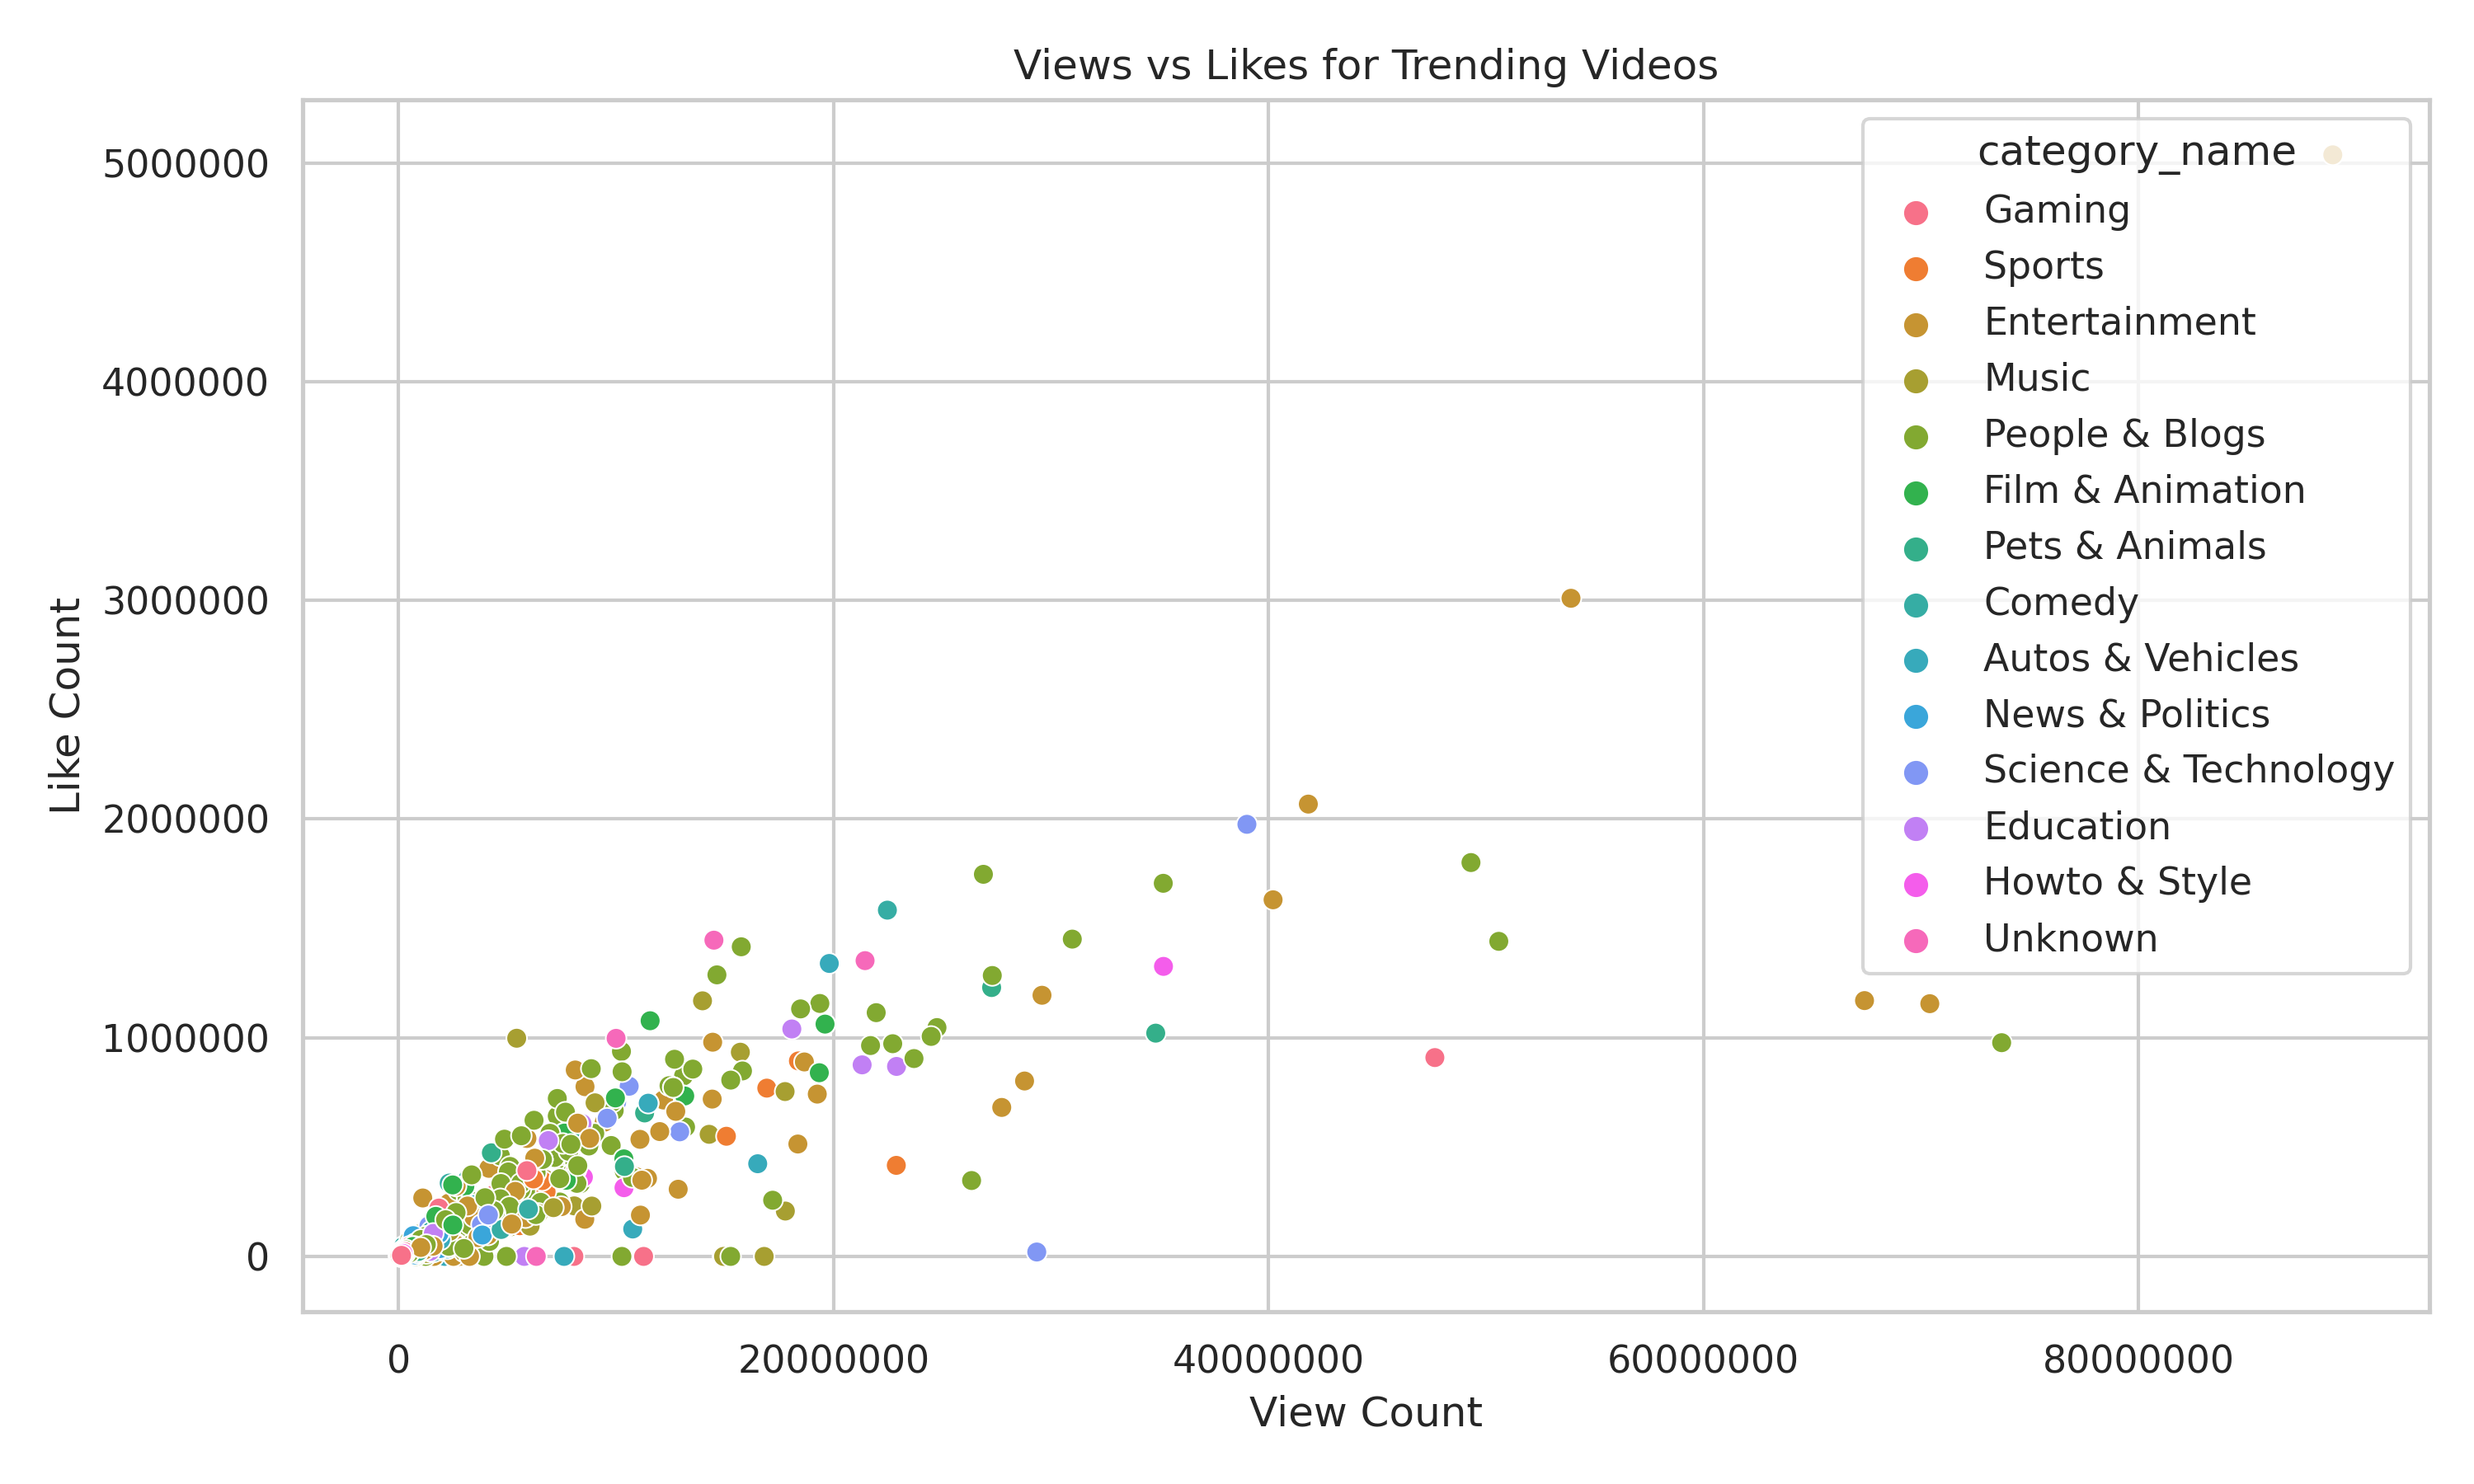 Views vs Likes for Trending Videos
5000000
4000000
3000000
2000000
1000000
0
Like Count
0
20000000
40000000
60000000
80000000
View Count
category_name
Gaming
Sports
Entertainment
Music
People & Blogs
Film & Animation
Pets & Animals
Comedy
Autos & Vehicles
News & Politics
Science & Technology
Education
Howto & Style
Unknown